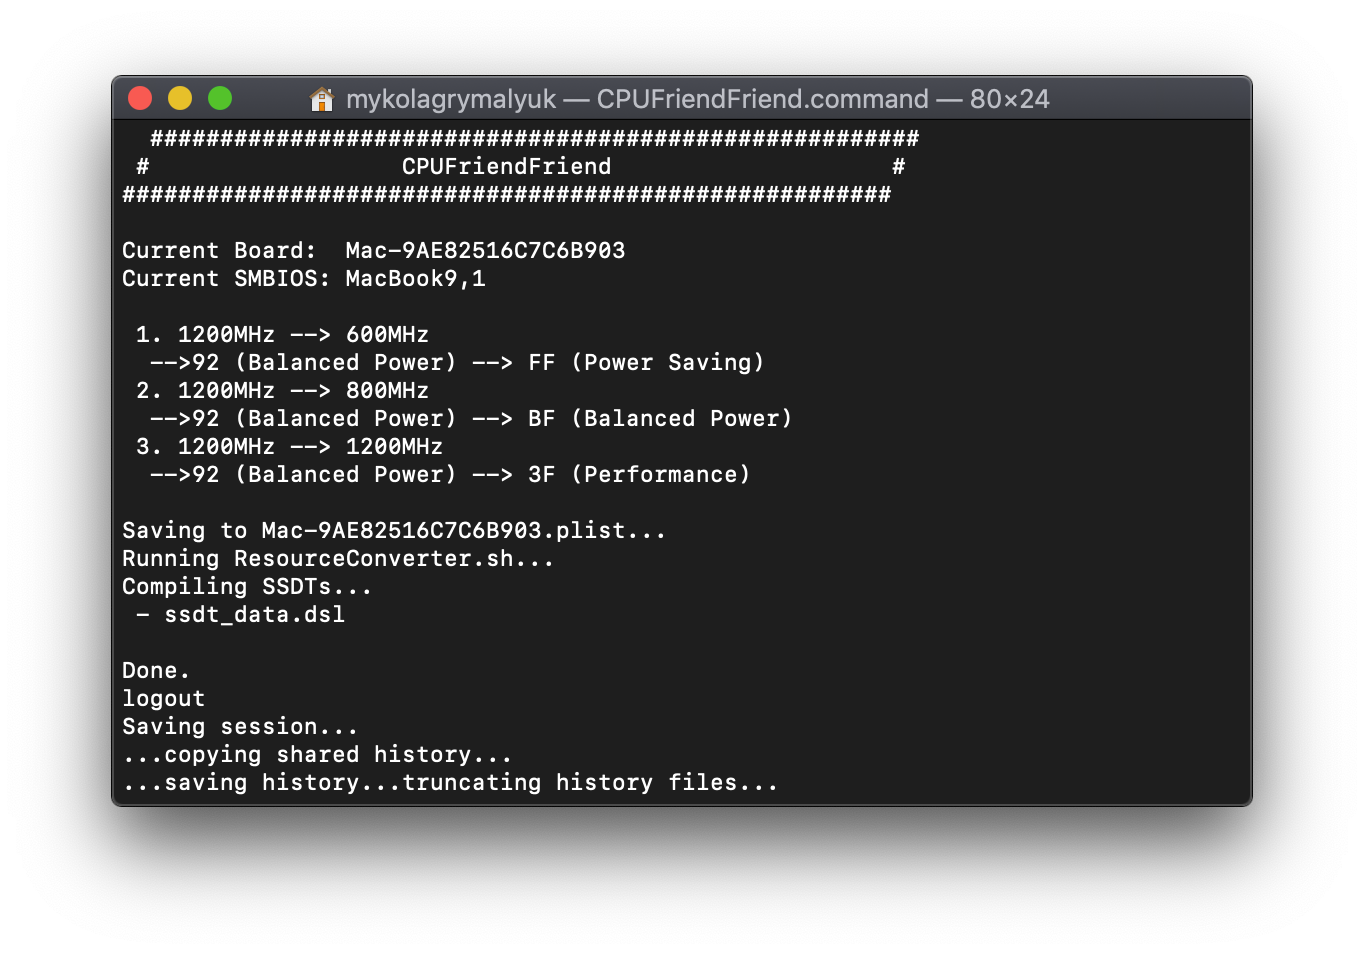 mykolagrymalyuk — CPUFriendFriend.command — 80×24
#######################################################
# CPUFriendFriend #
#######################################################
Current Board: Mac-9AE82516C7C6B903
Current SMBIOS: MacBook9,1
1. 1200MHz --> 600MHz
-->92 (Balanced Power) --> FF (Power Saving)
2. 1200MHz --> 800MHz
-->92 (Balanced Power) --> BF (Balanced Power)
3. 1200MHz --> 1200MHz
-->92 (Balanced Power) --> 3F (Performance)
Saving to Mac-9AE82516C7C6B903.plist...
Running ResourceConverter.sh...
Compiling SSDTs...
- ssdt_data.dsl
Done.
logout
Saving session...
...copying shared history...
...saving history...truncating history files...